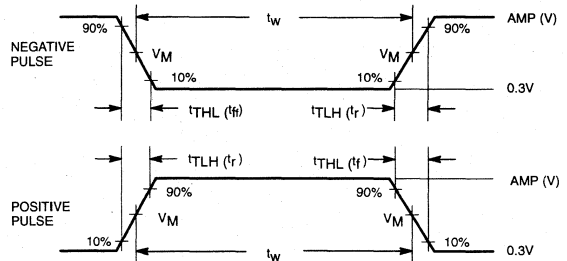 tw
AMP (V)
90%
90%
NEGATIVE
PULSE
VM
VM
10%
10%
0.3V
tTHL (tff)
tTLH (tr)
tTLH (tr)
tTHL (tf)
AMP (V)
90%
90%
POSITIVE
PULSE
VM
VM
10%
10%
tw
0.3V